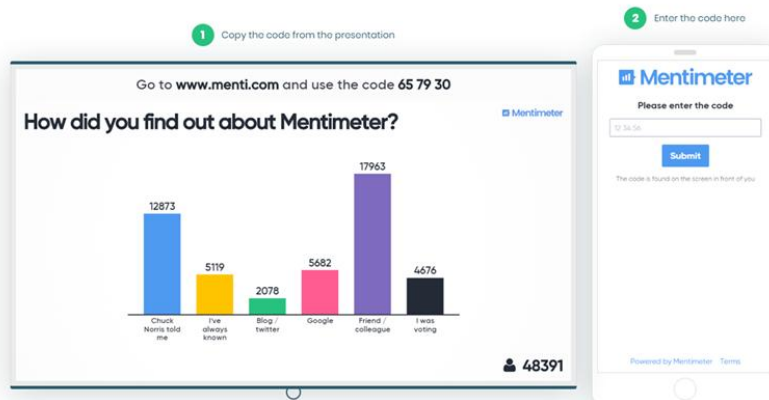 1 Copy the code from the presentation
2 Enter the code here
Go to www.menti.com and use the code 65 79 30
How did you find out about Mentimeter?
Mentimeter
17963
12873
5119
5682
4676
2078
Chuck
Norris told
me
I've
always
known
Blog /
twitter
Google
Friend /
colleague
I was
voting
48391
Mentimeter
Please enter the code
12 34 56
Submit
The code is found on the screen in front of you
Powered by Mentimeter Terms